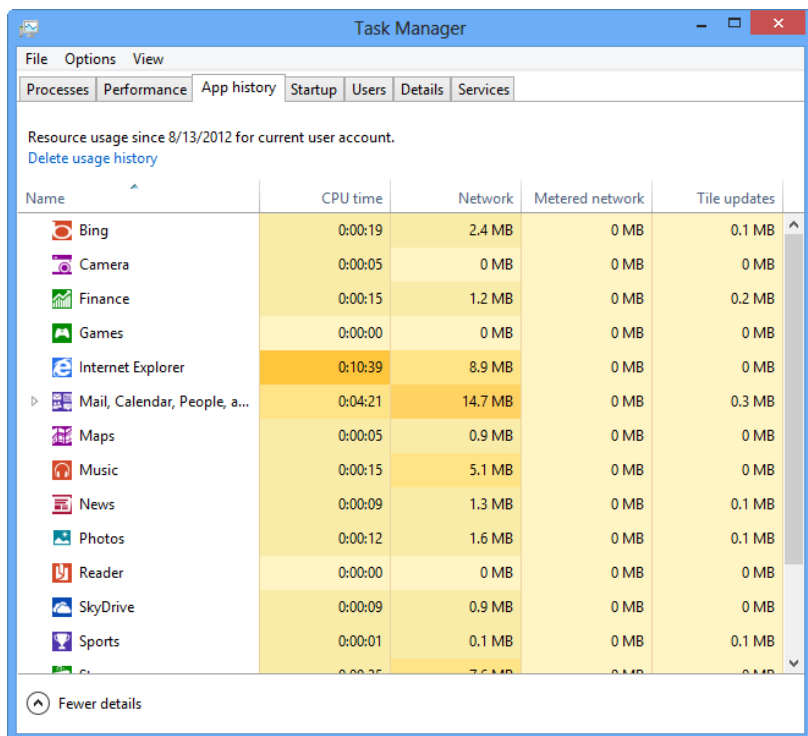 Task Manager
File Options View
Processes Performance App history Startup Users Details Services
Resource usage since 8/13/2012 for current user account.
Delete usage history
Name CPU time Network Metered network Tile updates
Bing 0:00:19 2.4 MB 0 MB 0.1 MB
Camera 0:00:05 0 MB 0 MB 0 MB
Finance 0:00:15 1.2 MB 0 MB 0.2 MB
Games 0:00:00 0 MB 0 MB 0 MB
Internet Explorer 0:10:39 8.9 MB 0 MB 0 MB
Mail, Calendar, People, a... 0:04:21 14.7 MB 0 MB 0.3 MB
Maps 0:00:05 0.9 MB 0 MB 0 MB
Music 0:00:15 5.1 MB 0 MB 0 MB
News 0:00:09 1.3 MB 0 MB 0.1 MB
Photos 0:00:12 1.6 MB 0 MB 0.1 MB
Reader 0:00:00 0 MB 0 MB 0 MB
SkyDrive 0:00:09 0.9 MB 0 MB 0 MB
Sports 0:00:01 0.1 MB 0 MB 0.1 MB
Fewer details